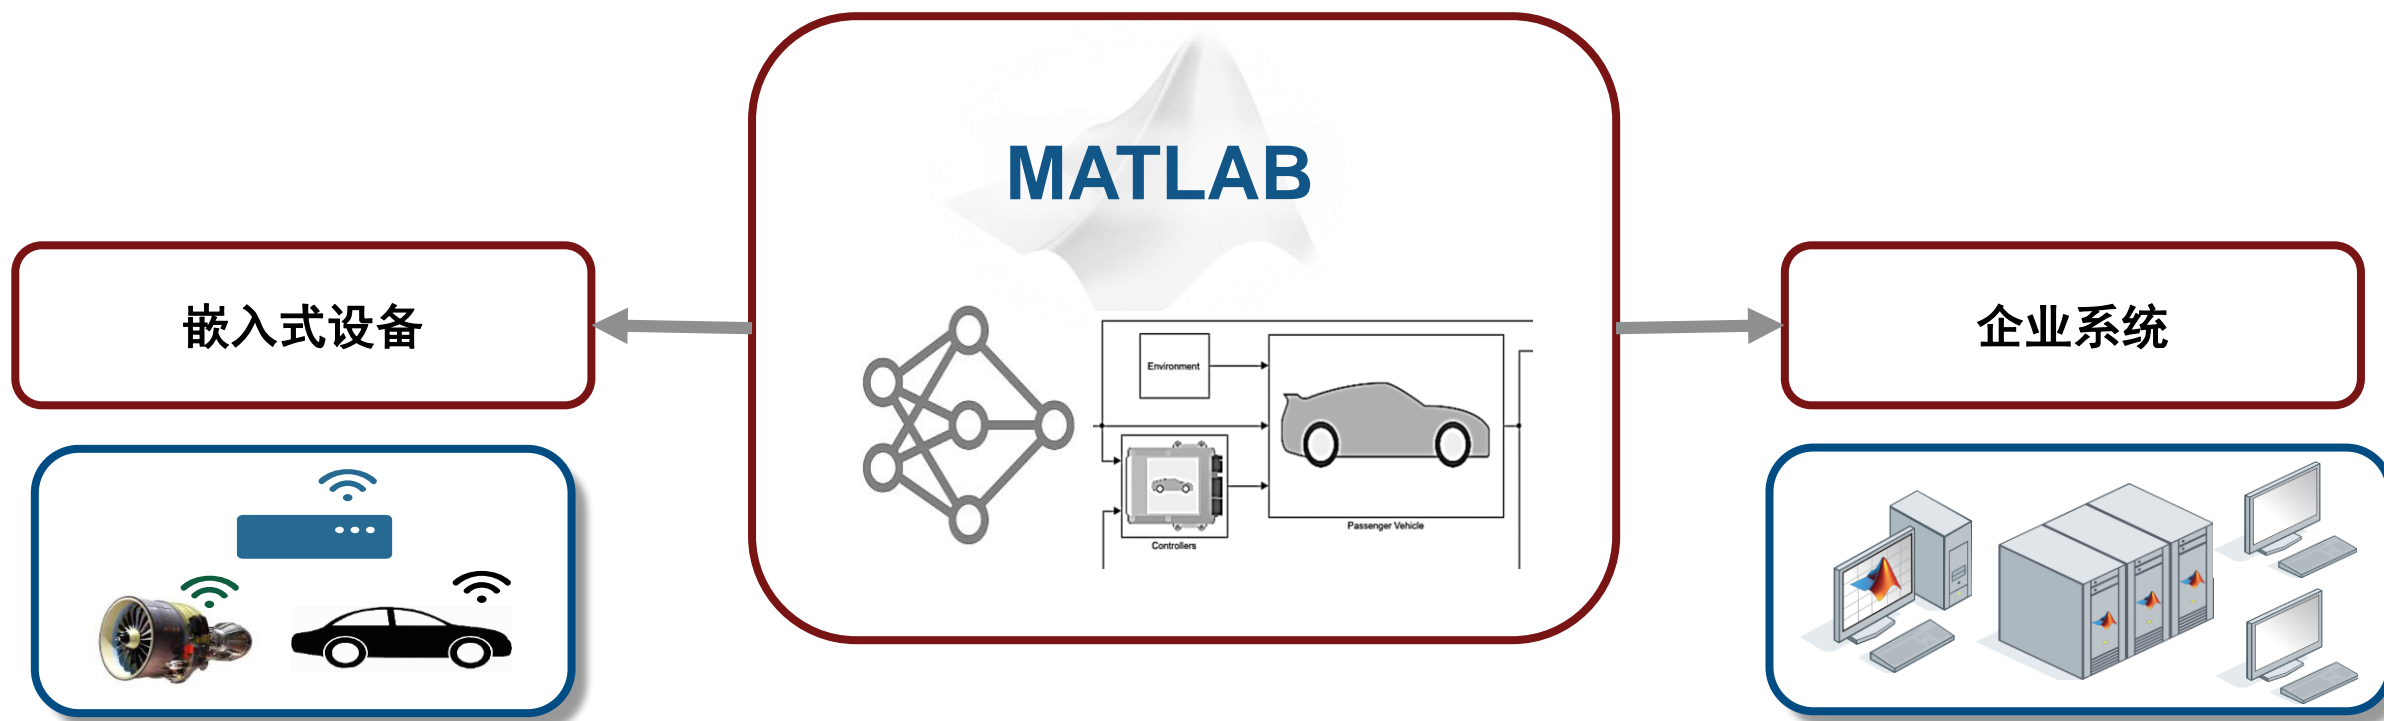 MATLAB
嵌入式设备
企业系统
Environment
Passenger Vehicle
Controllers